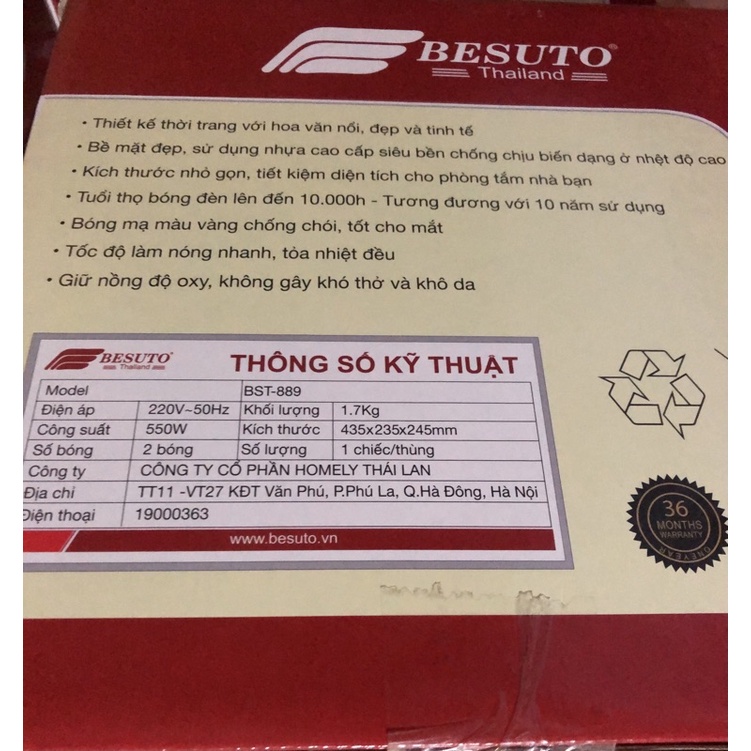 BESUTO®
Thailand
• Thiết kế thời trang với hoa văn nổi, đẹp và tinh tế
• Bề mặt đẹp, sử dụng nhựa cao cấp siêu bền chống chịu biến dạng ở nhệt độ cao
• Kích thước nhỏ gọn, tiết kiệm diện tích cho phòng tắm nhà bạn
• Tuổi thọ bóng đèn lên đến 10.000h - Tương đương với 10 năm sử dụng
• Bóng mạ màu vàng chống chói, tốt cho mắt
• Tốc độ làm nóng nhanh, tỏa nhiệt đều
• Giữ nồng độ oxy, không gây khó thở và khô da
BESUTO® THÔNG SỐ KỸ THUẬT
Thailand
Model BST-889
Điện áp 220V~50Hz Khối lượng 1.7Kg
Công suất 550W Kích thước 435x235x245mm
Số bóng 2 bóng Số lượng 1 chiếc/thùng
Công ty CÔNG TY CỔ PHẦN HOMELY THÁI LAN
Địa chỉ TT11 -VT27 KĐT Văn Phú, P.Phú La, Q.Hà Đông, Hà Nội
Điện thoại 19000363
www.besuto.vn
36
MONTHS
WARRANTY
ONE YEAR